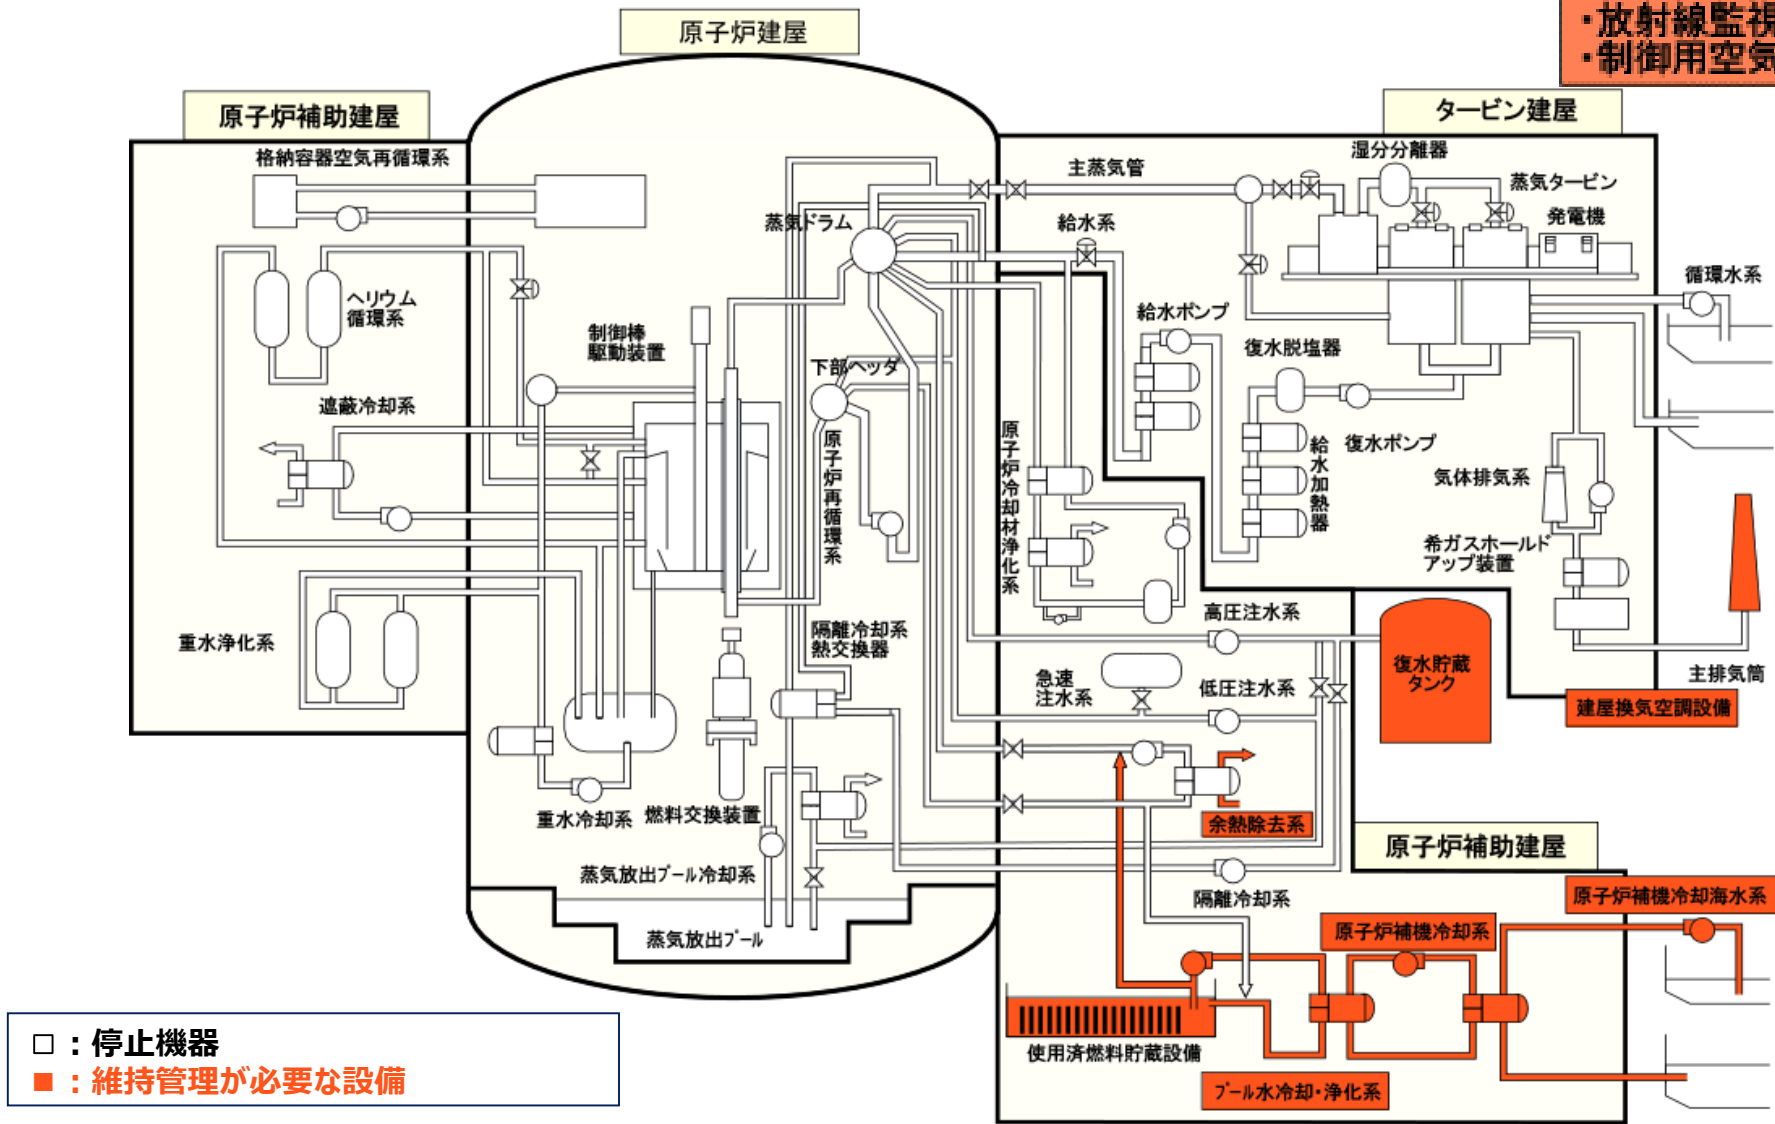 ・放射線監視
・制御用空気
原子炉建屋
原子炉補助建屋
タービン建屋
格納容器空気再循環系
主蒸気管
湿分分離器
蒸気タービン
発電機
蒸気ドラム
給水系
循環水系
ヘリウム
循環系
制御棒
駆動装置
給水ポンプ
復水脱塩器
下部ヘッダ
遮蔽冷却系
原子炉再循環系
原子炉冷却材浄化系
給水加熱器
復水ポンプ
気体排気系
希ガスホールド
アップ装置
高圧注水系
重水浄化系
隔離冷却系
熱交換器
急速
注水系
低圧注水系
復水貯蔵
タンク
主排気筒
建屋換気空調設備
重水冷却系
燃料交換装置
余熱除去系
原子炉補助建屋
蒸気放出プール冷却系
隔離冷却系
原子炉補機冷却海水系
原子炉補機冷却系
蒸気放出プール
使用済燃料貯蔵設備
プール水冷却・浄化系
□：停止機器
■：維持管理が必要な設備